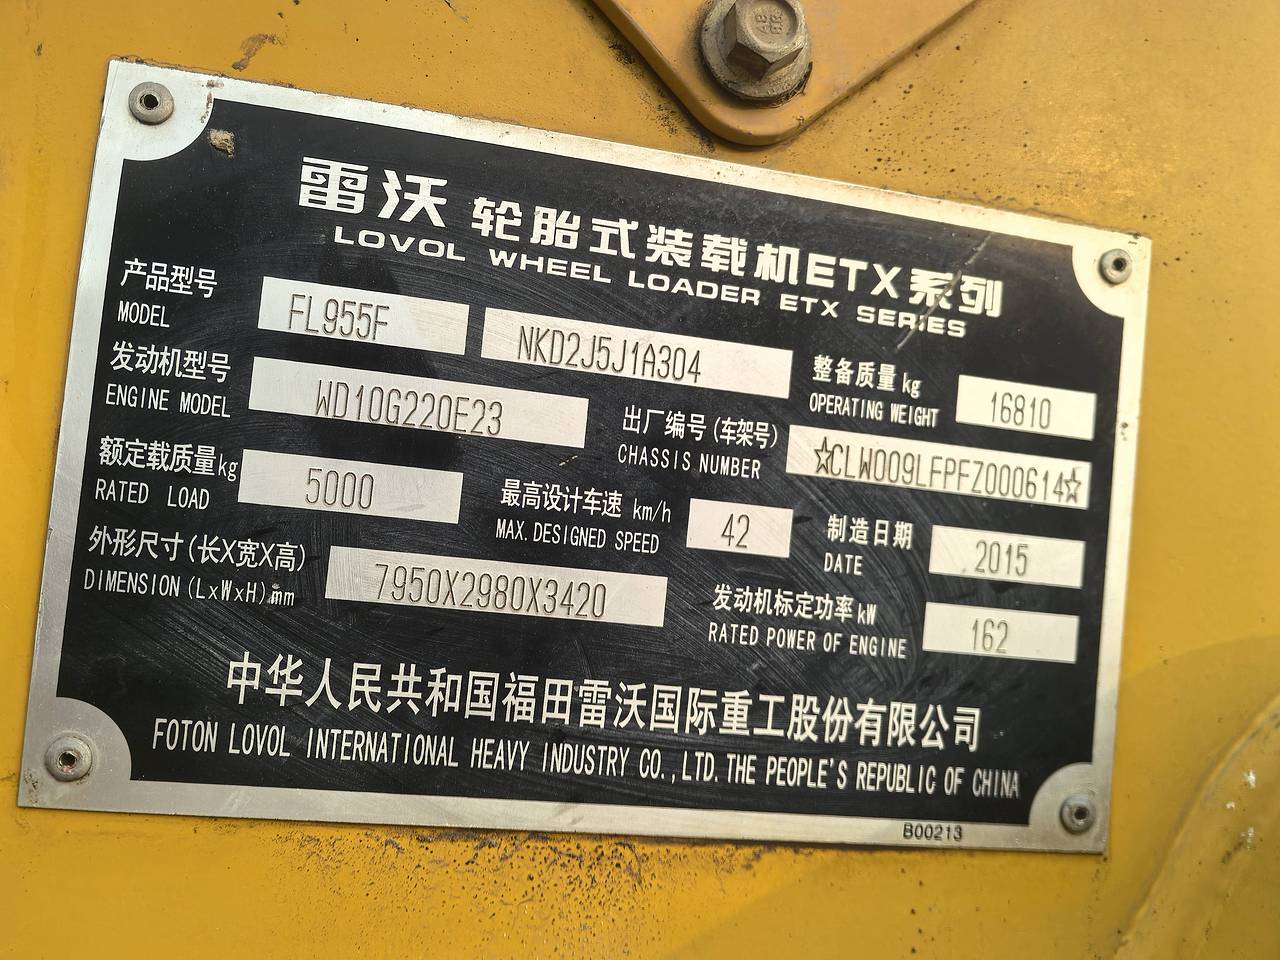 雷沃 轮胎式装载机ETX系列
LOVOL WHEEL LOADER ETX SERIES
产品型号
MODEL
FL955F
NKD2J5J1A304
整备质量kg
OPERATING WEIGHT
16810
发动机型号
ENGINE MODEL
WD10G220E23
出厂编号(车架号)
CHASSIS NUMBER
☆CLW009LFPFZ000614☆
额定载质量kg
RATED LOAD
5000
最高设计车速 km/h
MAX.DESIGNED SPEED
42
制造日期
DATE
2015
外形尺寸(长X宽X高)
DIMENSION(LxWxH)mm
7950X2980X3420
发动机标定功率kW
RATED POWER OF ENGINE
162
中华人民共和国福田雷沃国际重工股份有限公司
FOTON LOVOL INTERNATIONAL HEAVY INDUSTRY CO.,LTD.THE PEOPLE'S REPUBLIC OF CHINA
B00213